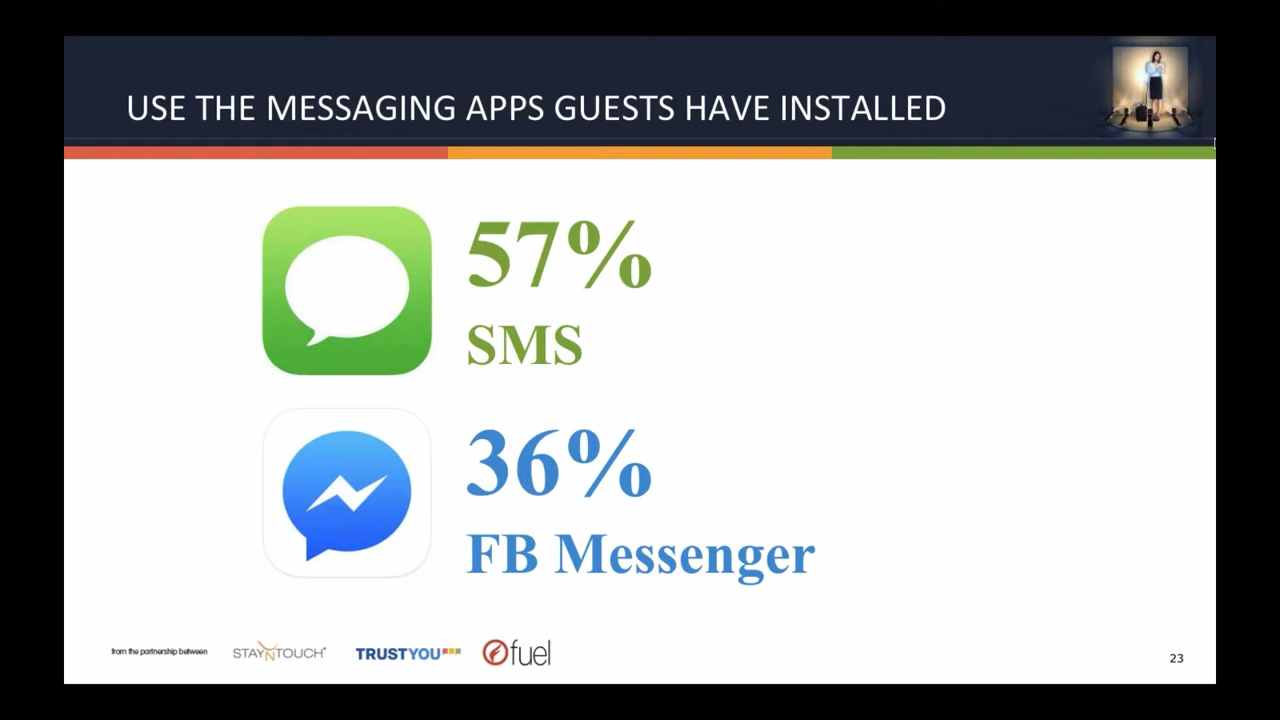 USE THE MESSAGING APPS GUESTS HAVE INSTALLED
57%
SMS
36%
FB Messenger
from the partnership between STAYNTOUCH TRUSTYOU fuel
23